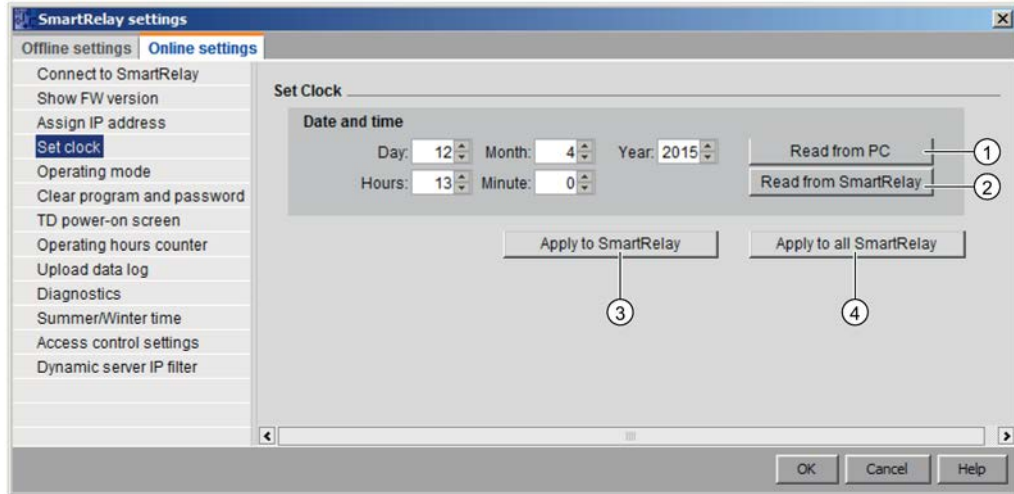 SmartRelay settings
Offline settings Online settings
Connect to SmartRelay
Show FW version
Assign IP address
Set clock
Operating mode
Clear program and password
TD power-on screen
Operating hours counter
Upload data log
Diagnostics
Summer/Winter time
Access control settings
Dynamic server IP filter
Set Clock
Date and time
Day: 12 Month: 4 Year: 2015 Read from PC 1
Hours: 13 Minute: 0 Read from SmartRelay 2
Apply to SmartRelay Apply to all SmartRelay
3 4
OK Cancel Help